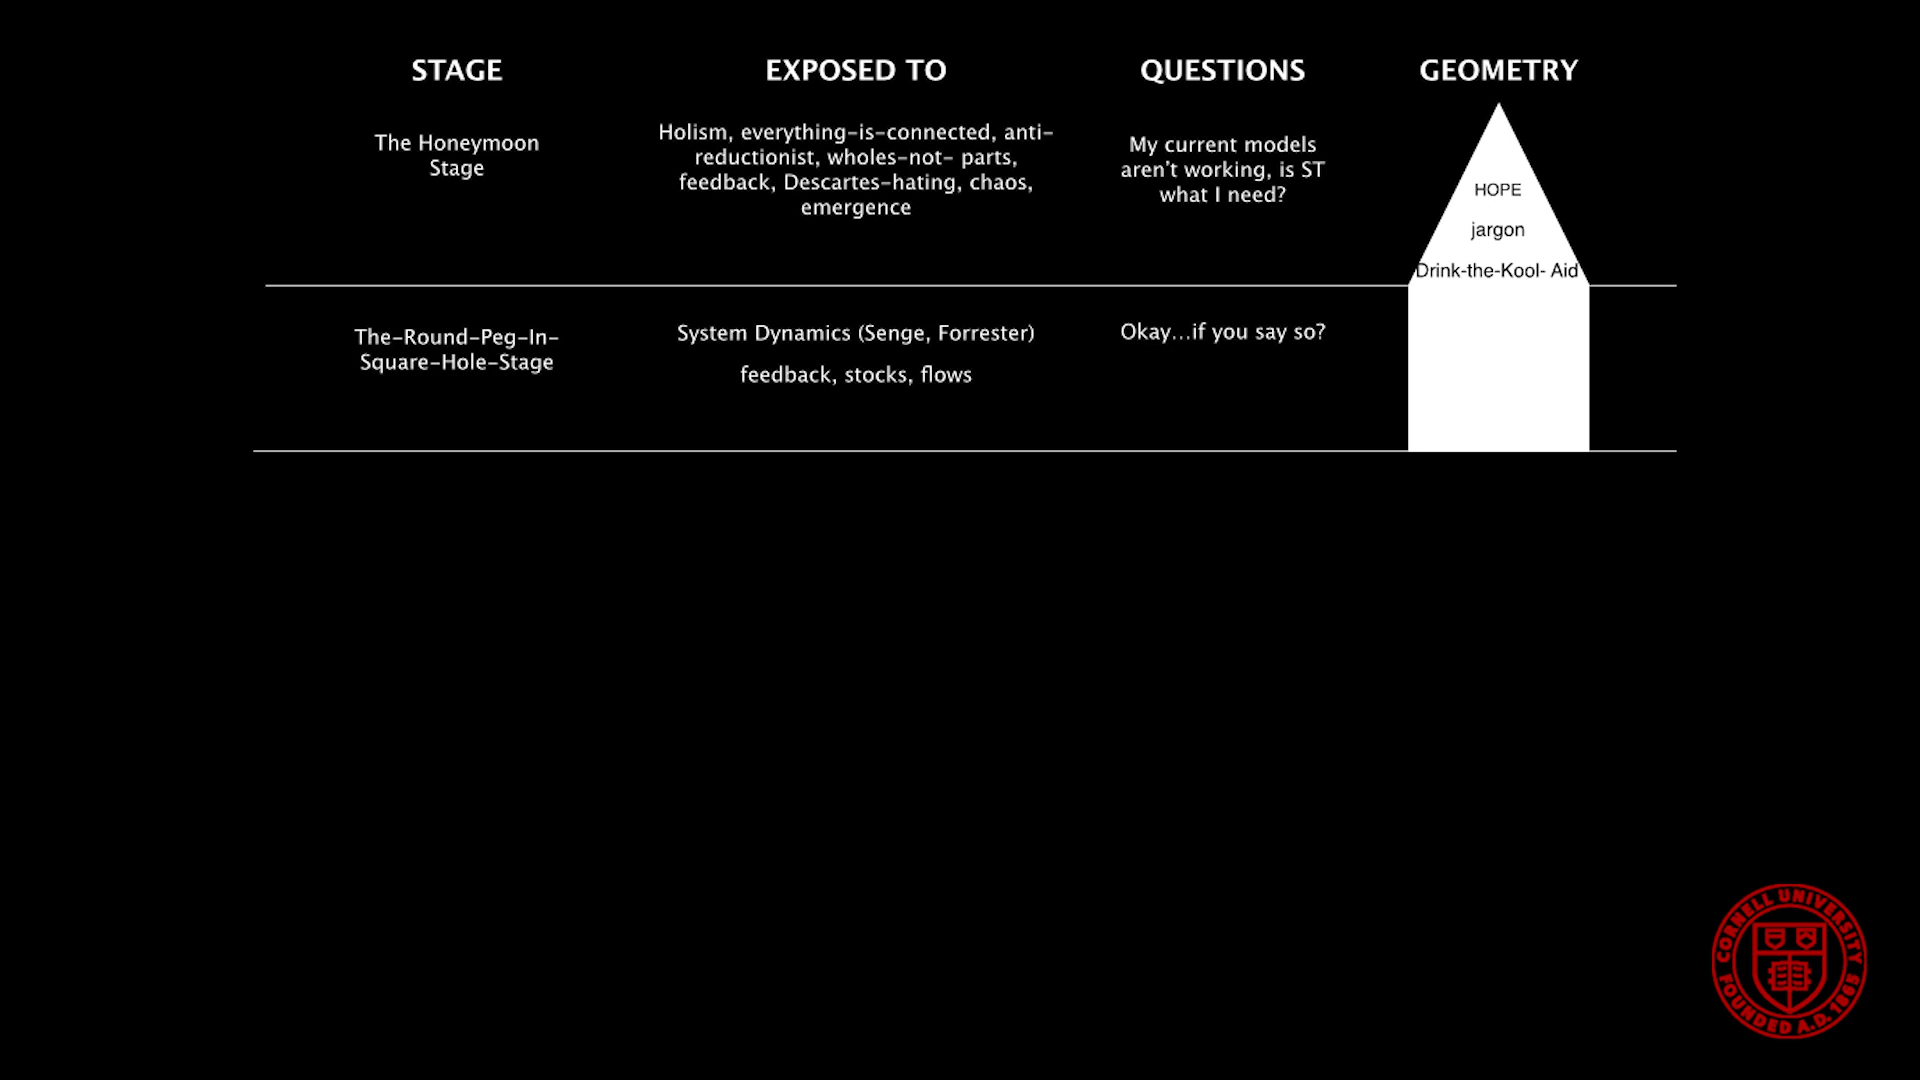 STAGE EXPOSED TO QUESTIONS GEOMETRY
The Honeymoon
Stage
Holism, everything-is-connected, anti-
reductionist, wholes-not- parts,
feedback, Descartes-hating, chaos,
emergence
My current models
aren't working, is ST
what I need?
HOPE
jargon
Drink-the-Kool- Aid
The-Round-Peg-In-
Square-Hole-Stage
System Dynamics (Senge, Forrester)
feedback, stocks, flows
Okay...if you say so?
CORNELL UNIVERSITY
FOUNDED A.D. 1865